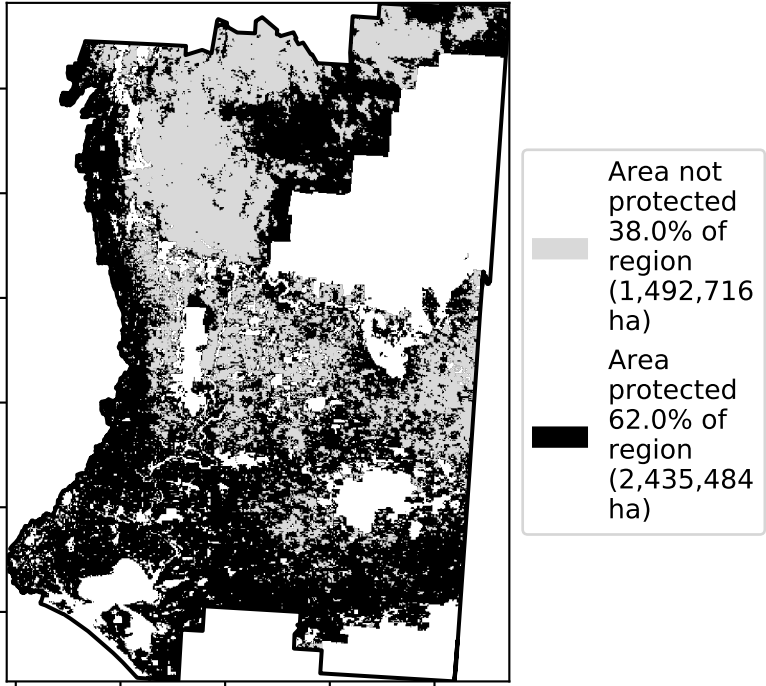 Area not
protected
38.0% of
region
(1,492,716
ha)
Area
protected
62.0% of
region
(2,435,484
ha)